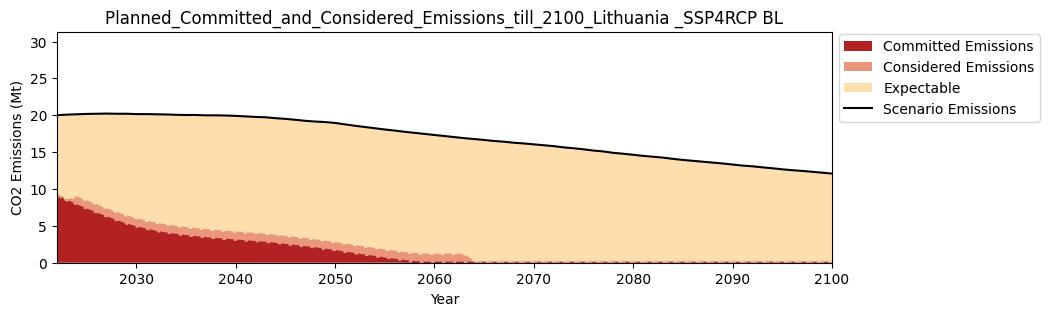 Planned_Committed_and_Considered_Emissions_till_2100_Lithuania _SSP4RCP BL
CO2 Emissions (Mt)
30
25
20
15
10
5
0
2030 2040 2050 2060 2070 2080 2090 2100
Year
Committed Emissions
Considered Emissions
Expectable
Scenario Emissions